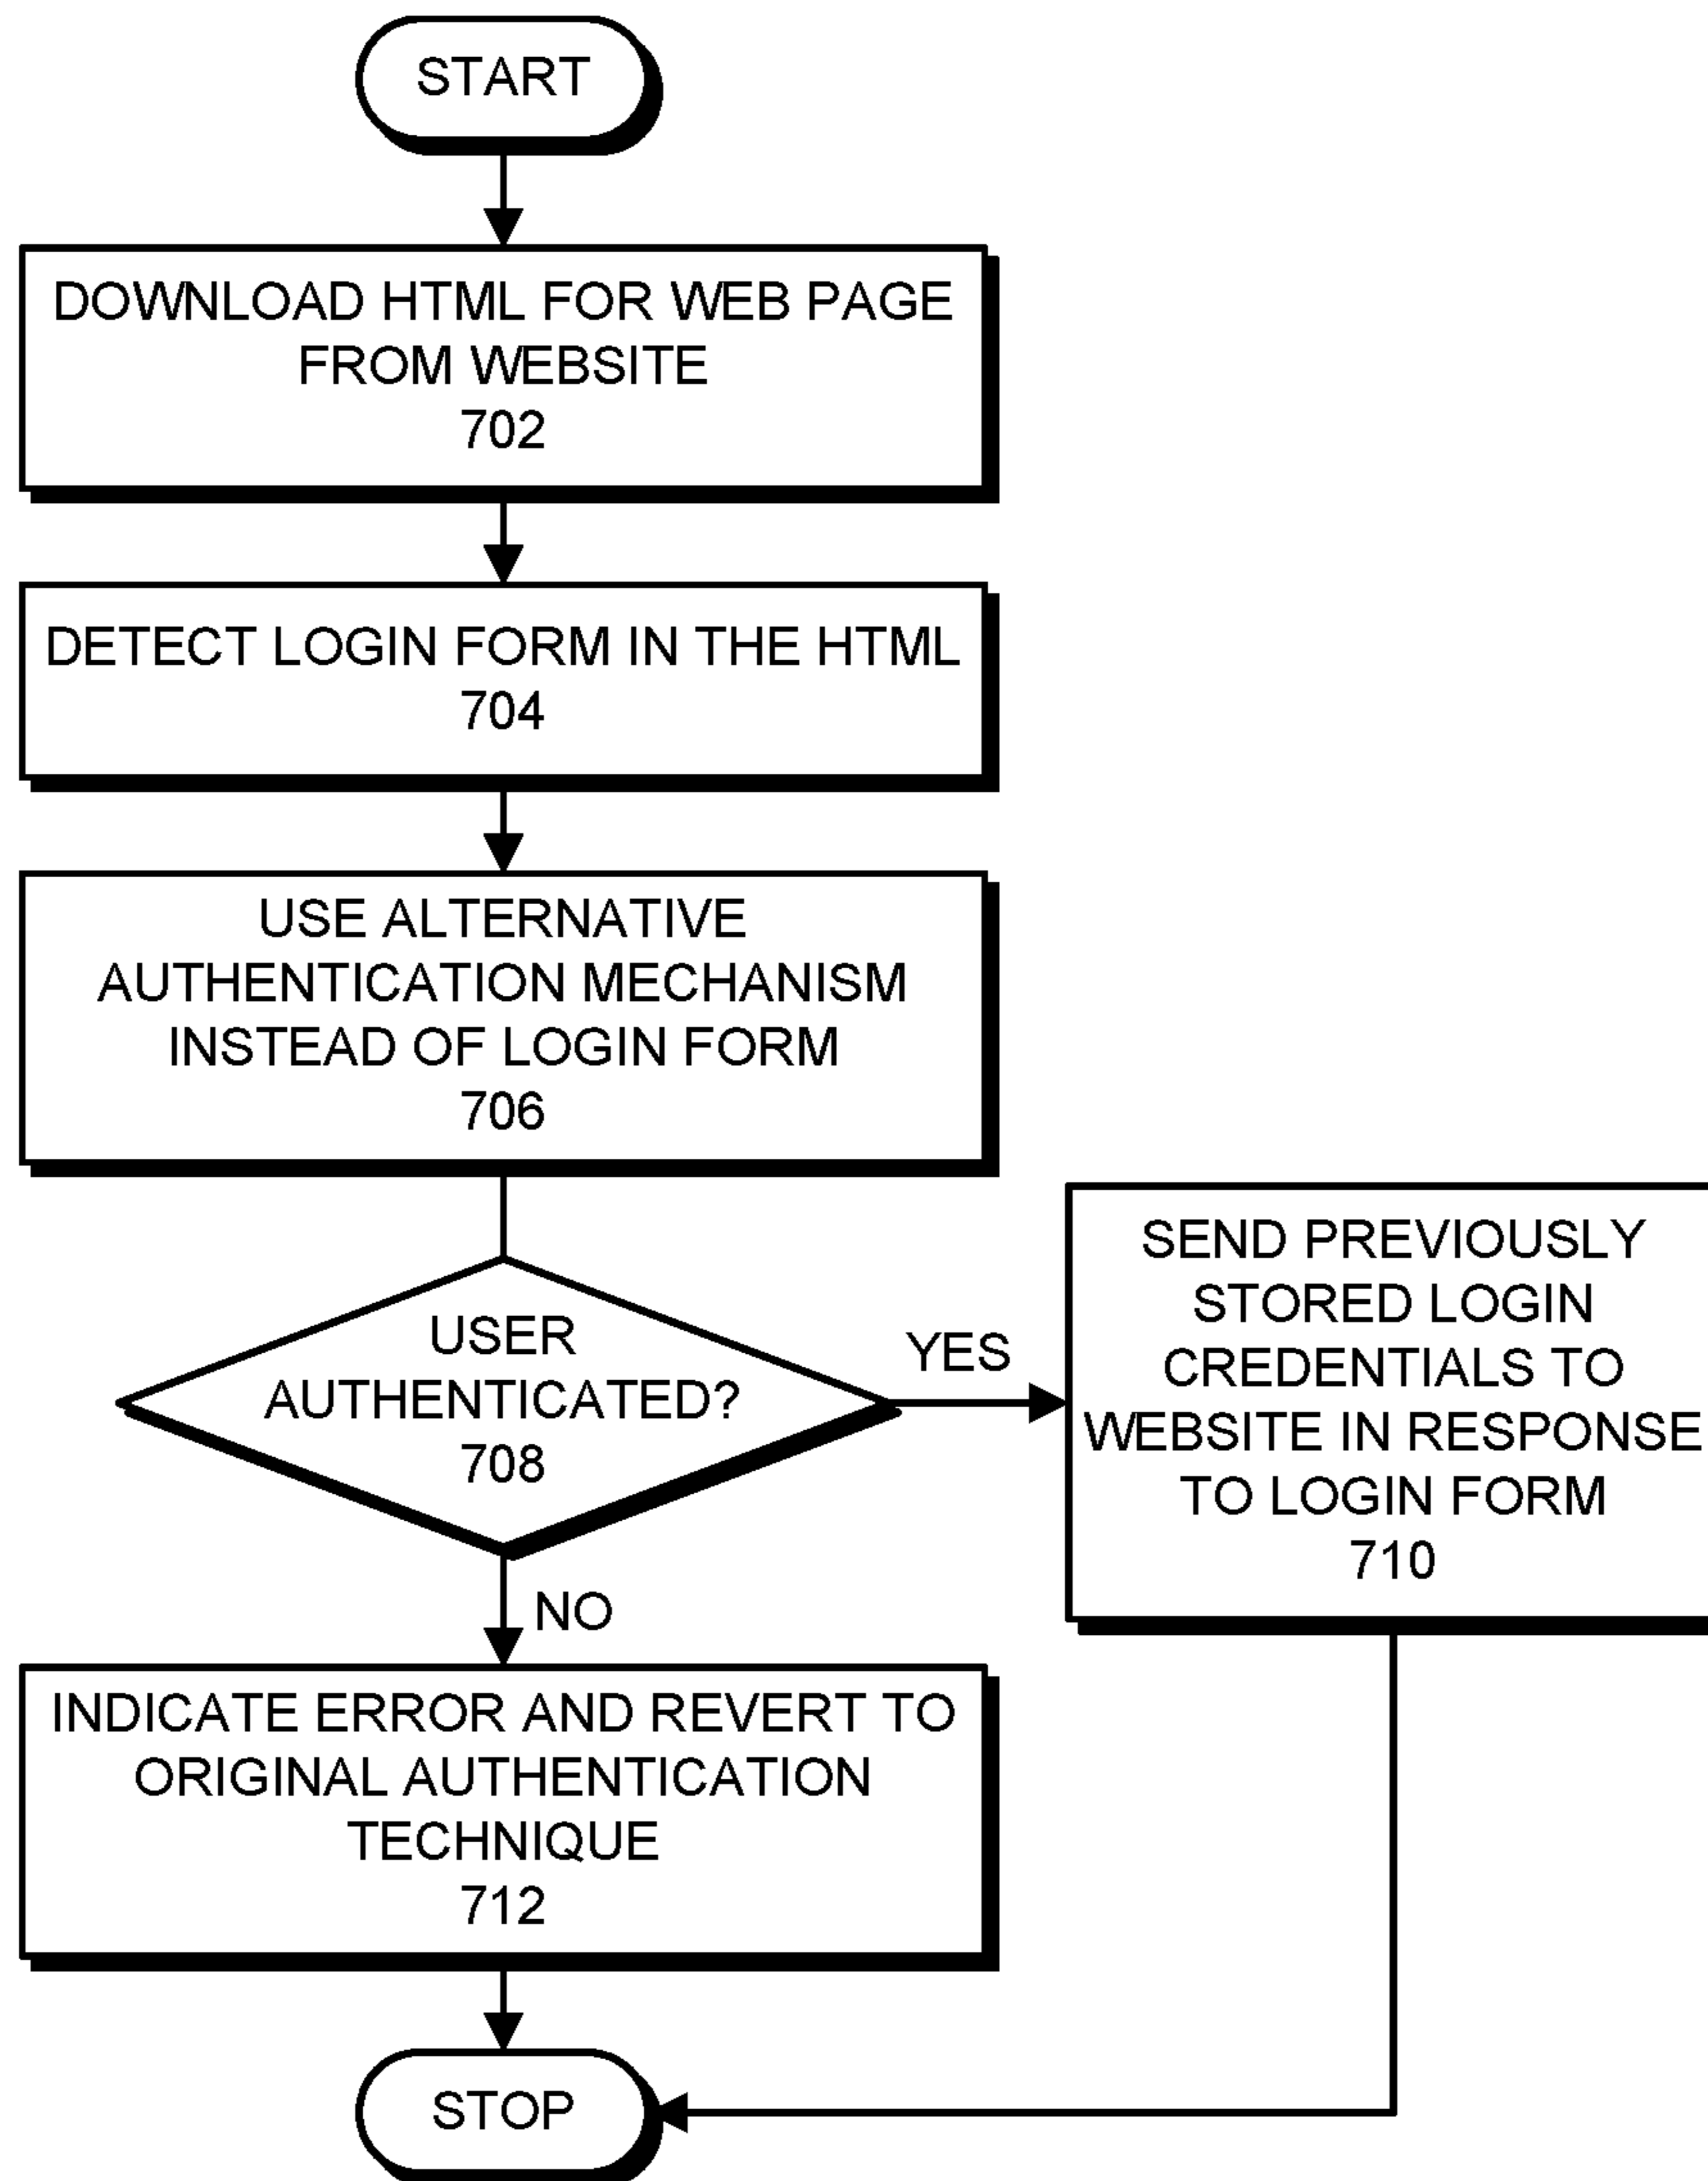 START
DOWNLOAD HTML FOR WEB PAGE
FROM WEBSITE
702
DETECT LOGIN FORM IN THE HTML
704
USE ALTERNATIVE
AUTHENTICATION MECHANISM
INSTEAD OF LOGIN FORM
706
USER
AUTHENTICATED?
708
YES
SEND PREVIOUSLY
STORED LOGIN
CREDENTIALS TO
WEBSITE IN RESPONSE
TO LOGIN FORM
710
NO
INDICATE ERROR AND REVERT TO
ORIGINAL AUTHENTICATION
TECHNIQUE
712
STOP